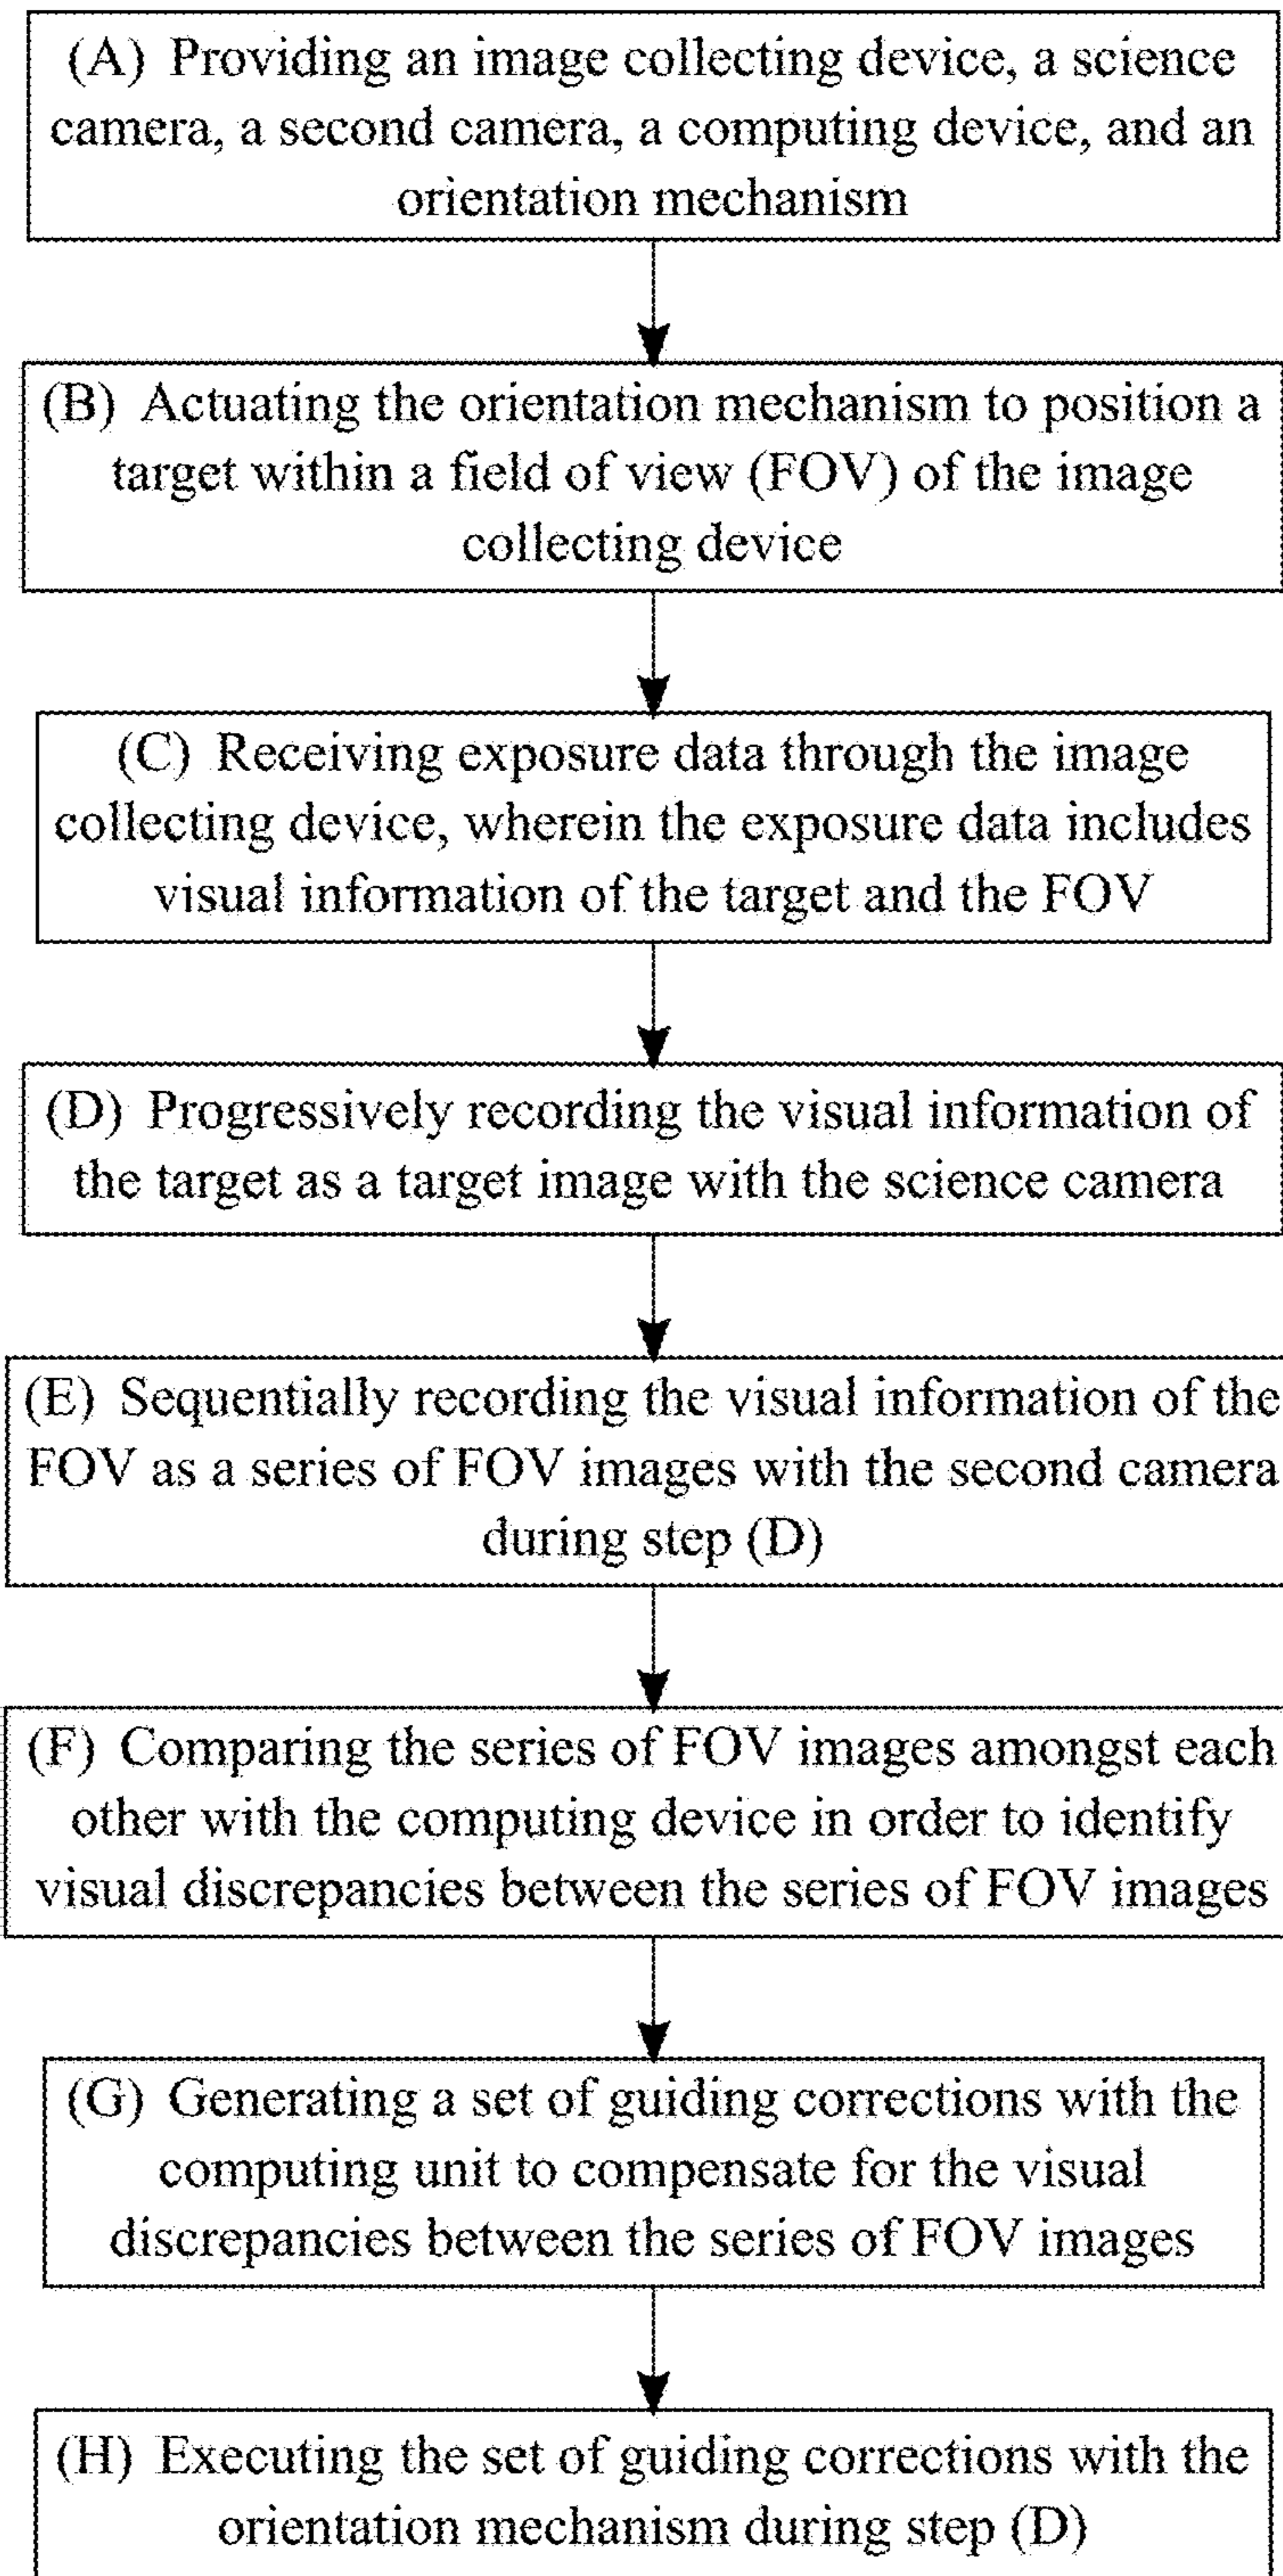 (A) Providing an image collecting device, a science
camera, a second camera, a computing device, and an
orientation mechanism
(B) Actuating the orientation mechanism to position a
target within a field of view (FOV) of the image
collecting device
(C) Receiving exposure data through the image
collecting device, wherein the exposure data includes
visual information of the target and the FOV
(D) Progressively recording the visual information of
the target as a target image with the science camera
(E) Sequentially recording the visual information of the
FOV as a series of FOV images with the second camera
during step (D)
(F) Comparing the series of FOV images amongst each
other with the computing device in order to identify
visual discrepancies between the series of FOV images
(G) Generating a set of guiding corrections with the
computing unit to compensate for the visual
discrepancies between the series of FOV images
(H) Executing the set of guiding corrections with the
orientation mechanism during step (D)